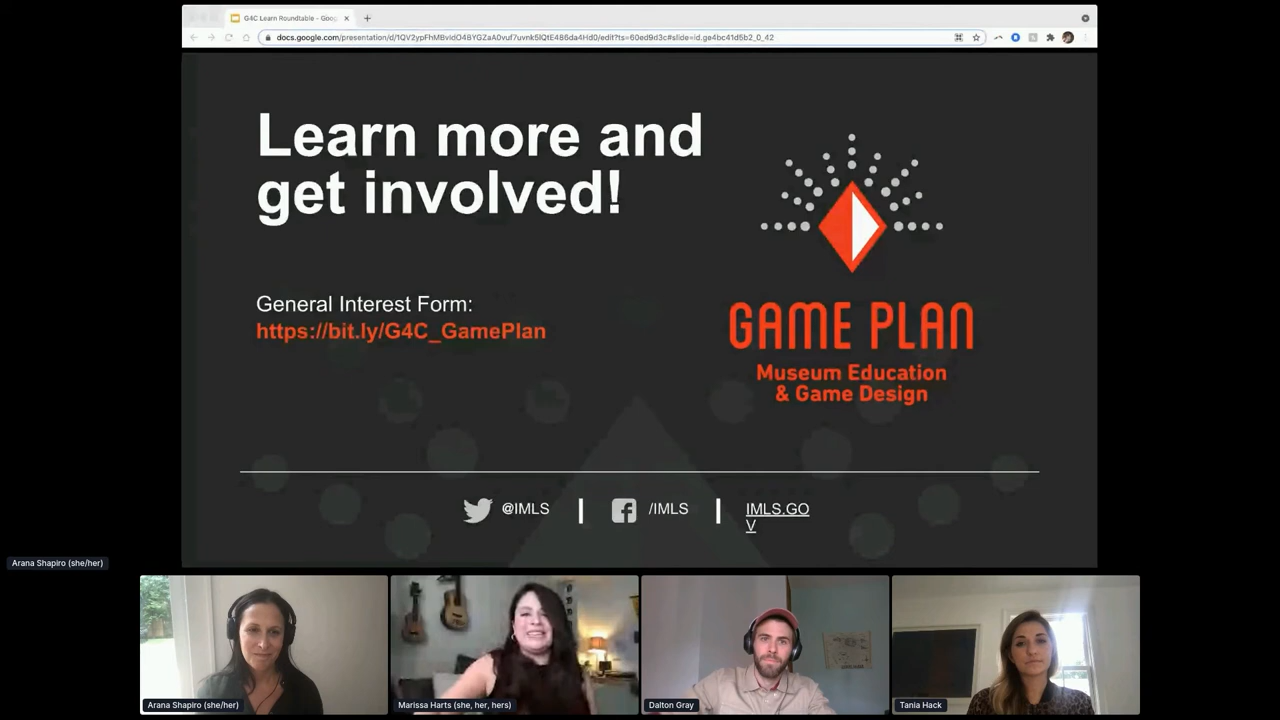 G4C Learn Roundtable - Goog
docs.google.com/presentation/d/1QV2ypFhMBvIdO4BYGZaA0vuf7uvnk5lQtE486da4Hd0/edit?ts=60ed9d3c#slide=id.ge4bc41d5b2_0_42
Learn more and
get involved!
General Interest Form:
https://bit.ly/G4C_GamePlan
GAME PLAN
Museum Education
& Game Design
@IMLS
/IMLS
IMLS.GO
V
Arana Shapiro (she/her)
Arana Shapiro (she/her)
Marissa Harts (she, her, hers)
Dalton Gray
Tania Hack